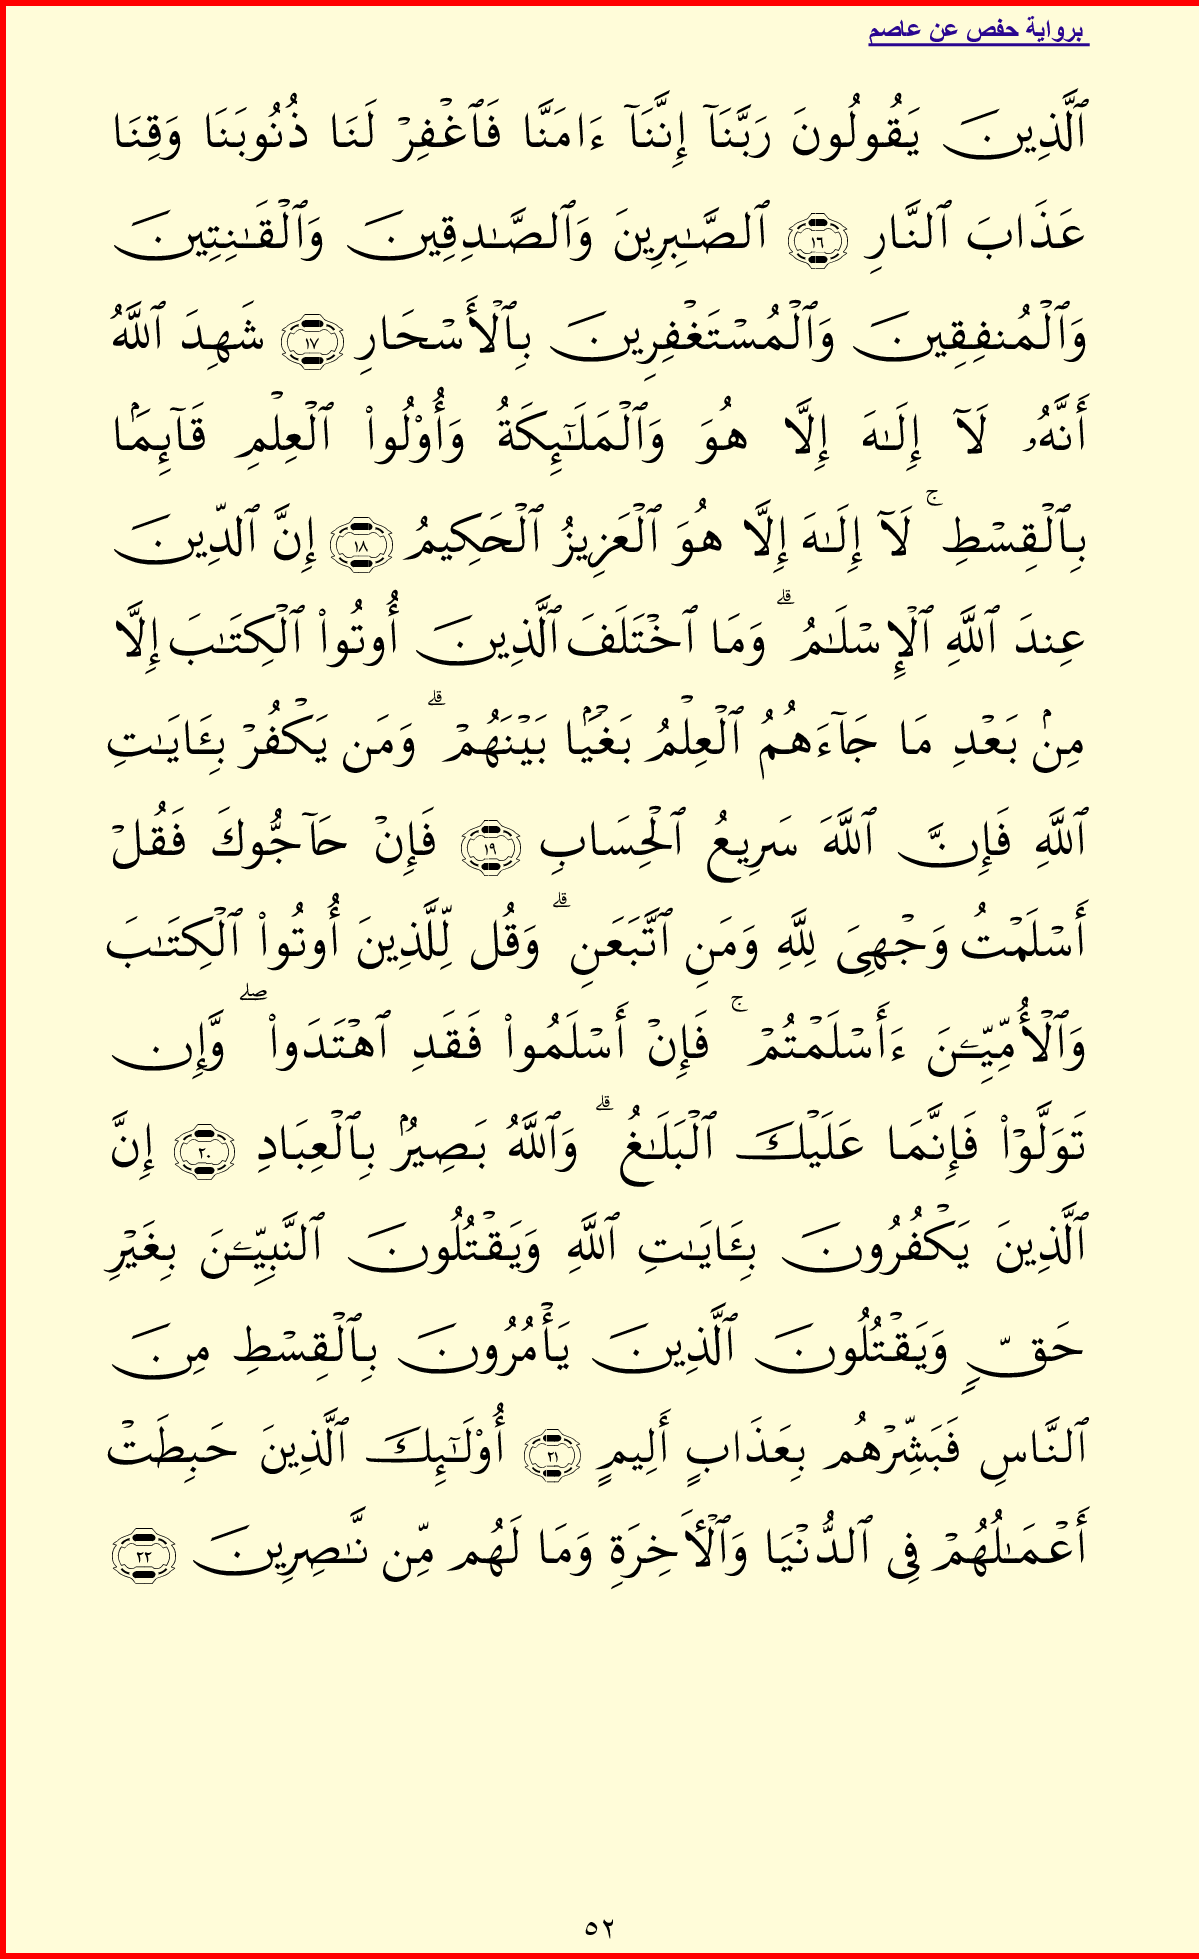 برواية حفص عن عاصم
ٱلَّذِينَ يَقُولُونَ رَبَّنَآ إِنَّنَآ ءَامَنَّا فَٱغْفِرْ لَنَا ذُنُوبَنَا وَقِنَا
عَذَابَ ٱلنَّارِ ١٦ ٱلصَّـٰبِرِينَ وَٱلصَّـٰدِقِينَ وَٱلْقَـٰنِتِينَ
وَٱلْمُنفِقِينَ وَٱلْمُسْتَغْفِرِينَ بِٱلْأَسْحَارِ ١٧ شَهِدَ ٱللَّهُ
أَنَّهُۥ لَآ إِلَـٰهَ إِلَّا هُوَ وَٱلْمَلَـٰٓئِكَةُ وَأُو۟لُوا۟ ٱلْعِلْمِ قَآئِمًۢا
بِٱلْقِسْطِ ۚ لَآ إِلَـٰهَ إِلَّا هُوَ ٱلْعَزِيزُ ٱلْحَكِيمُ ١٨ إِنَّ ٱلدِّينَ
عِندَ ٱللَّهِ ٱلْإِسْلَـٰمُ ۗ وَمَا ٱخْتَلَفَ ٱلَّذِينَ أُوتُوا۟ ٱلْكِتَـٰبَ إِلَّا
مِنۢ بَعْدِ مَا جَآءَهُمُ ٱلْعِلْمُ بَغْيًۢا بَيْنَهُمْ ۗ وَمَن يَكْفُرْ بِـَٔايَـٰتِ
ٱللَّهِ فَإِنَّ ٱللَّهَ سَرِيعُ ٱلْحِسَابِ ١٩ فَإِنْ حَآجُّوكَ فَقُلْ
أَسْلَمْتُ وَجْهِىَ لِلَّهِ وَمَنِ ٱتَّبَعَنِ ۗ وَقُل لِّلَّذِينَ أُوتُوا۟ ٱلْكِتَـٰبَ
وَٱلْأُمِّيِّـۧنَ ءَأَسْلَمْتُمْ ۚ فَإِنْ أَسْلَمُوا۟ فَقَدِ ٱهْتَدَوا۟ ۖ وَّإِن
تَوَلَّوْا۟ فَإِنَّمَا عَلَيْكَ ٱلْبَلَـٰغُ ۗ وَٱللَّهُ بَصِيرٌۢ بِٱلْعِبَادِ ٢٠ إِنَّ
ٱلَّذِينَ يَكْفُرُونَ بِـَٔايَـٰتِ ٱللَّهِ وَيَقْتُلُونَ ٱلنَّبِيِّـۧنَ بِغَيْرِ
حَقٍّ وَيَقْتُلُونَ ٱلَّذِينَ يَأْمُرُونَ بِٱلْقِسْطِ مِنَ
ٱلنَّاسِ فَبَشِّرْهُم بِعَذَابٍ أَلِيمٍ ٢١ أُو۟لَـٰٓئِكَ ٱلَّذِينَ حَبِطَتْ
أَعْمَـٰلُهُمْ فِى ٱلدُّنْيَا وَٱلْـَٔاخِرَةِ وَمَا لَهُم مِّن نَّـٰصِرِينَ ٢٢
٥٢